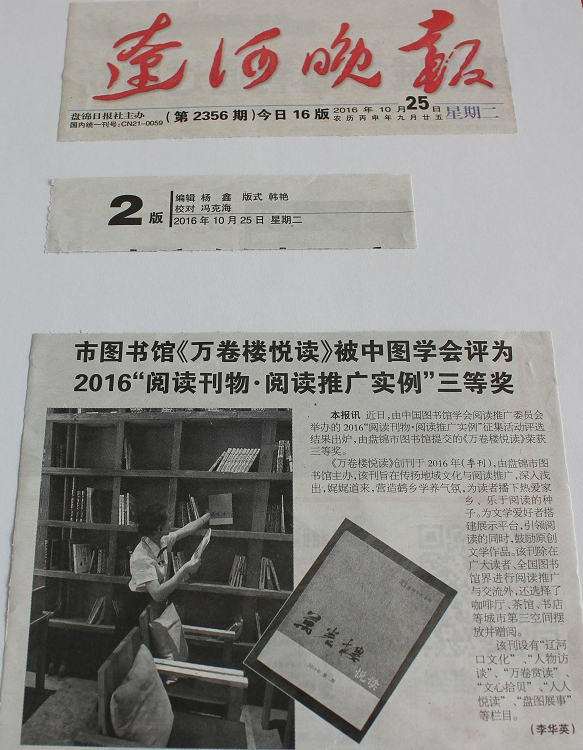 辽河晚报
盘锦日报社主办
国内统一刊号:CN21-0059
(第2356期)今日16版
2016年10月25日
农历丙申年九月廿五
星期二
2版
编辑 杨 鑫 版式 韩艳
校对 冯克海
2016年10月25日 星期二
市图书馆《万卷楼悦读》被中图学会评为
2016“阅读刊物·阅读推广实例”三等奖
本报讯 近日,由中国图书馆学会阅读推广委员会
举办的2016“阅读刊物·阅读推广实例”征集活动评选
结果出炉,由盘锦市图书馆提交的《万卷楼悦读》荣获
三等奖。
《万卷楼悦读》创刊于2016年(季刊),由盘锦市图
书馆主办,该刊旨在传扬地域文化与阅读推广,深入浅
出,娓娓道来,营造鹤乡学养气氛,为读者播下热爱家
乡、乐于阅读的种
子。为文学爱好者搭
建展示平台,引领阅
读的同时,鼓励原创
文学作品。该刊除在
广大读者、全国图书
馆界进行阅读推广
与交流外,还选择了
咖啡厅、茶馆、书店
等城市第三空间摆
放并赠阅。
该刊设有“辽河
口文化”、“人物访
谈”、“万卷赏读”、
“文心拾贝”、“人人
悦读”、“盘图展事”
等栏目。
(李华英)
萬卷樓
悦读